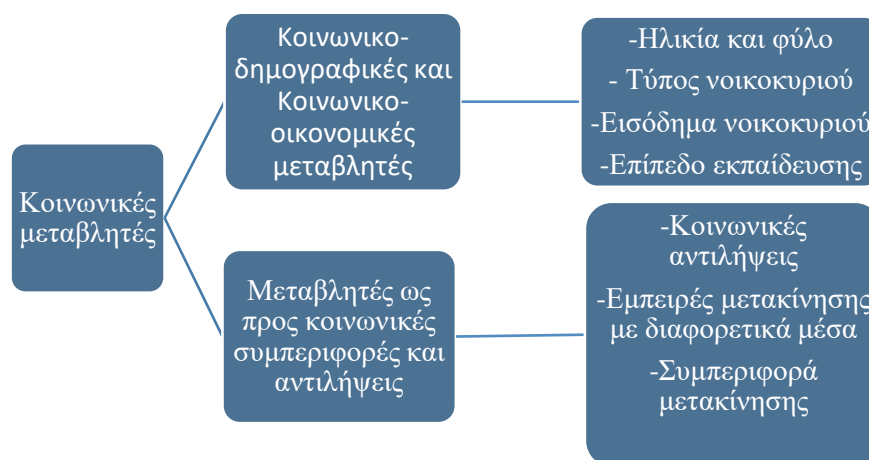 Κοινωνικές
μεταβλητές
Κοινωνικο-
δημογραφικές και
Κοινωνικο-
οικονομικές
μεταβλητές
-Ηλικία και φύλο
- Τύπος νοικοκυριού
-Εισόδημα νοικοκυριού
-Επίπεδο εκπαίδευσης
Μεταβλητές ως
προς κοινωνικές
συμπεριφορές και
αντιλήψεις
-Κοινωνικές
αντιλήψεις
-Εμπειρές μετακίνησης
με διαφορετικά μέσα
-Συμπεριφορά
μετακίνησης